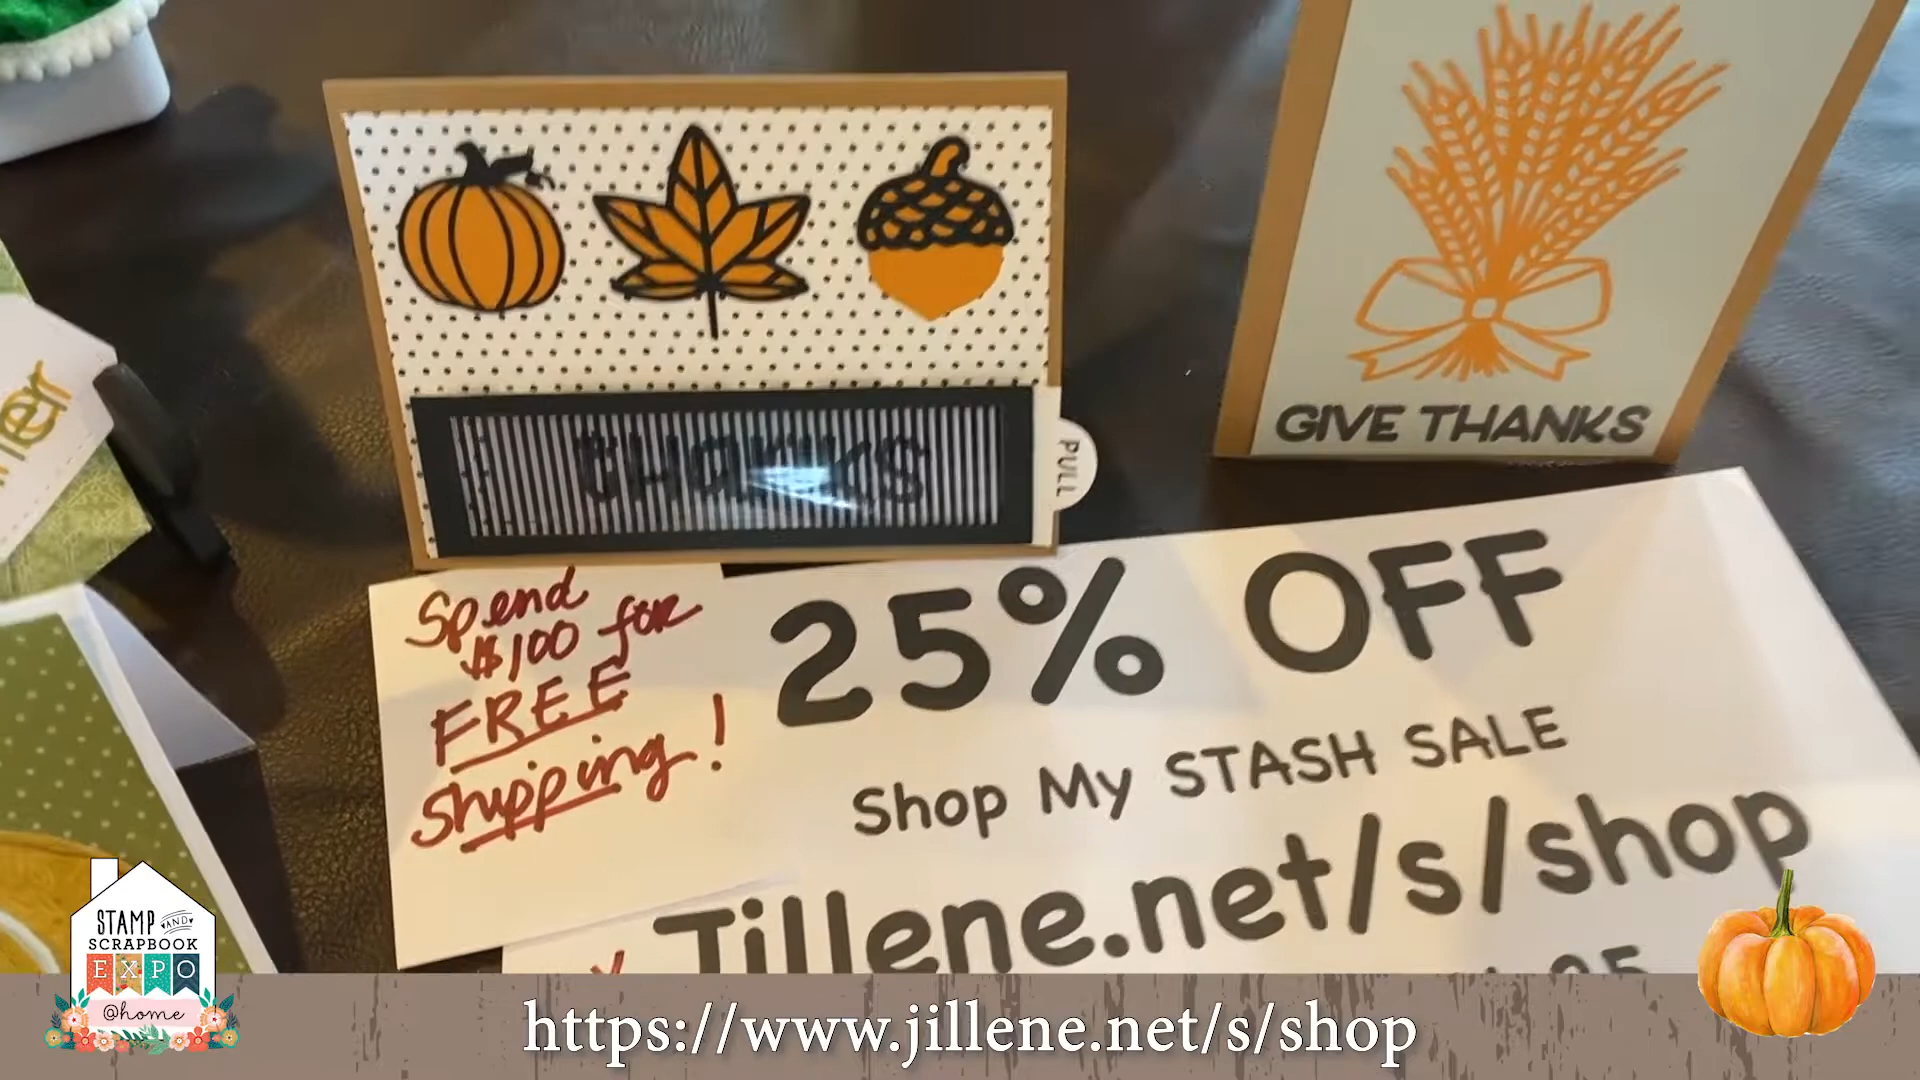 GIVE THANKS
THANKS
PULL
Spend
$100 for
FREE
Shipping!
25% OFF
Shop My STASH SALE
Jillene.net/s/shop
STAMP AND
SCRAPBOOK
EXPO
@home
https://www.jillene.net/s/shop